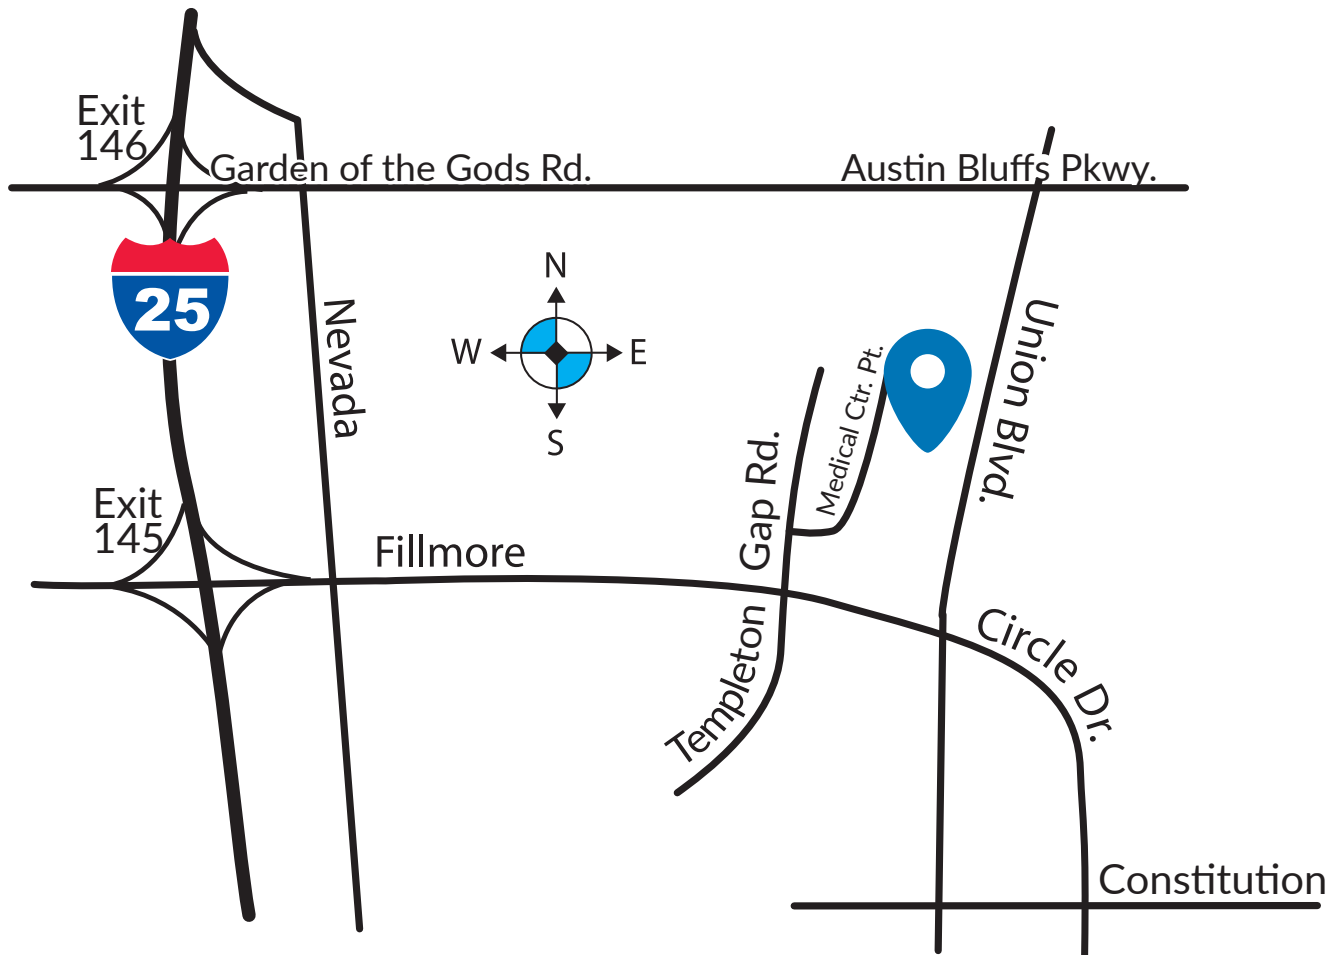 Exit
146
Garden of the Gods Rd.
Austin Bluffs Pkwy.
25
N
W
E
S
Nevada
Union Blvd.
Medical Ctr. Pt.
Exit
145
Fillmore
Templeton Gap Rd.
Circle Dr.
Constitution